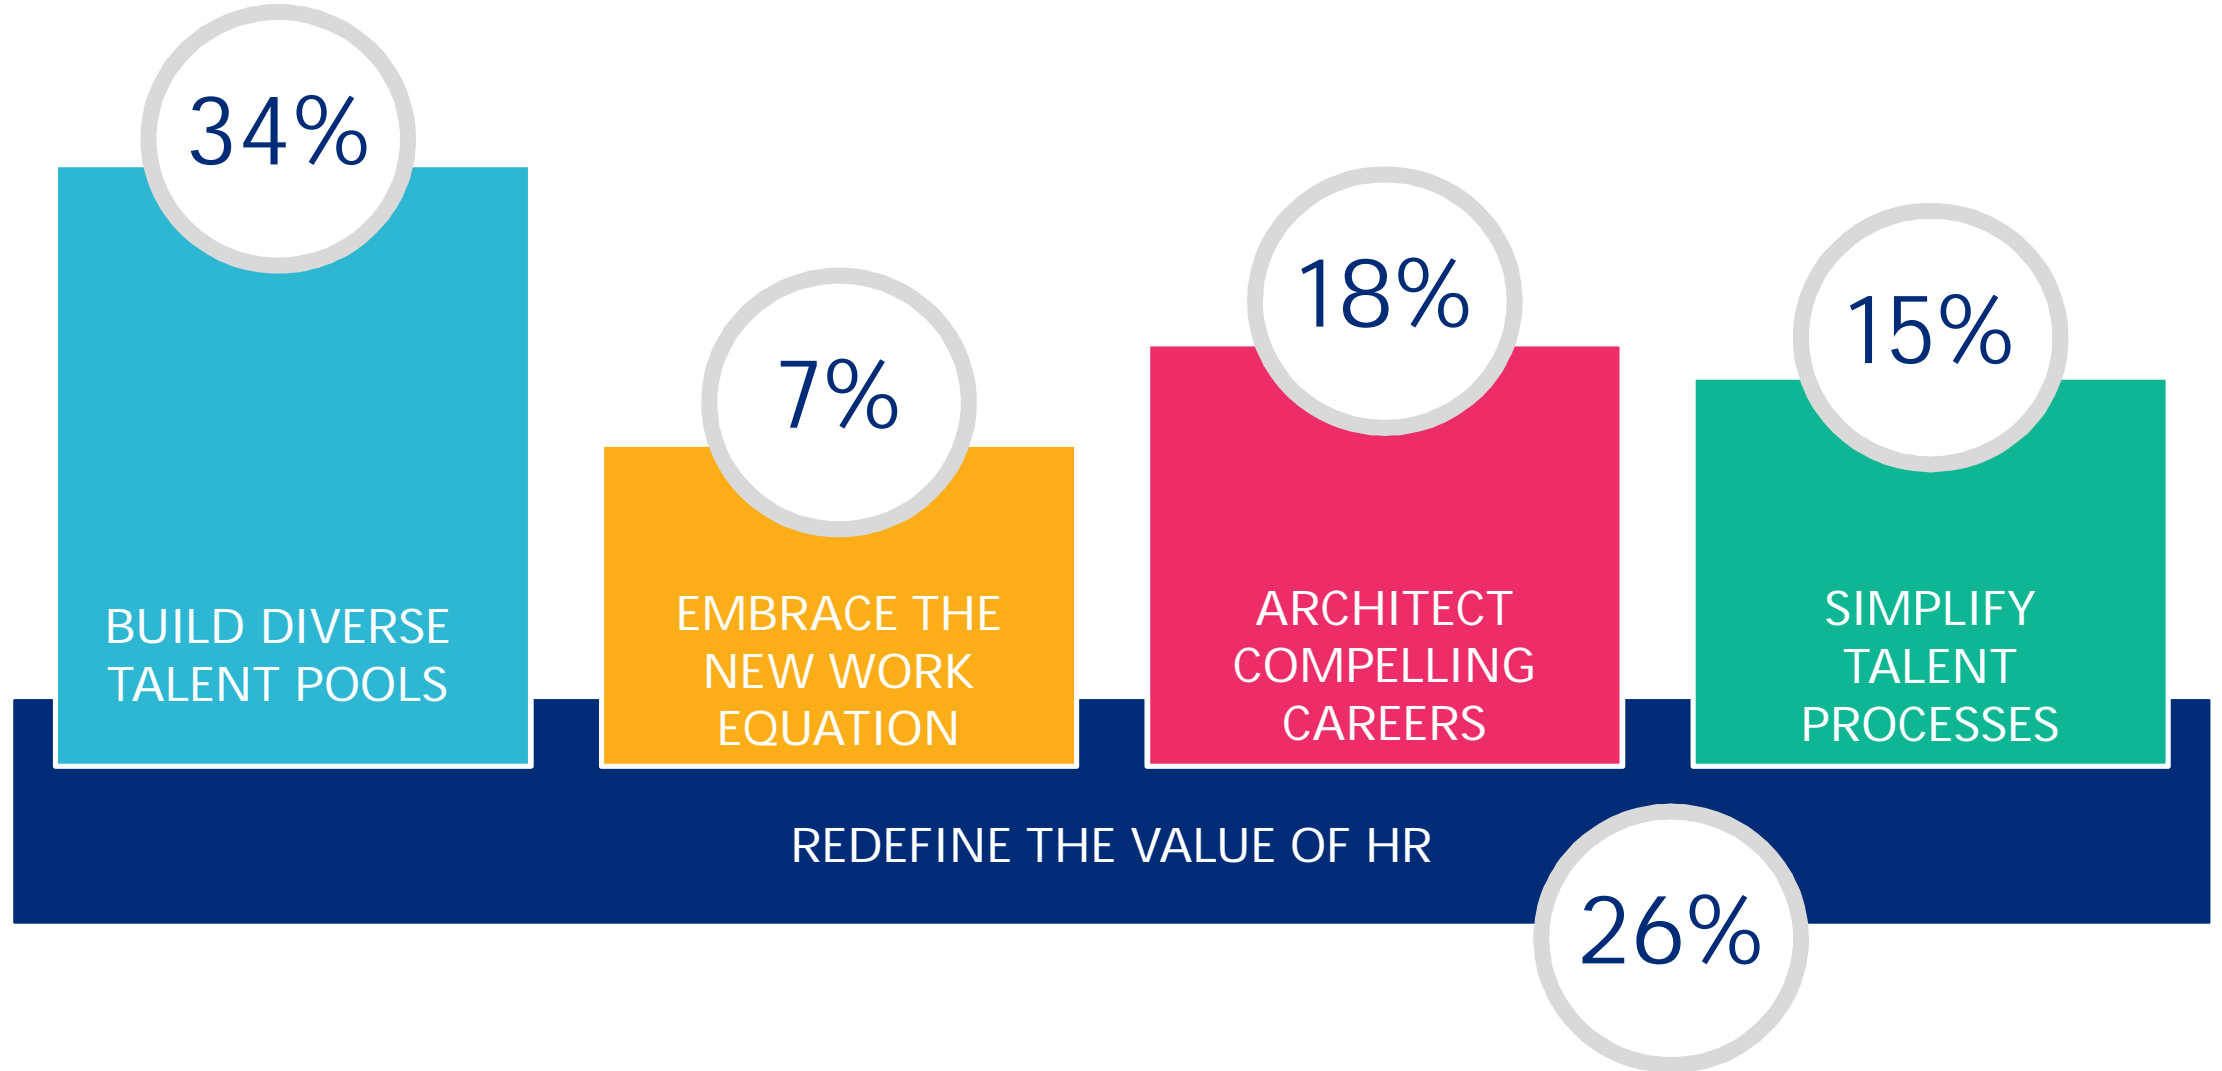 34%
BUILD DIVERSE
TALENT POOLS
7%
EMBRACE THE
NEW WORK
EQUATION
18%
ARCHITECT
COMPELLING
CAREERS
15%
SIMPLIFY
TALENT
PROCESSES
REDEFINE THE VALUE OF HR
26%